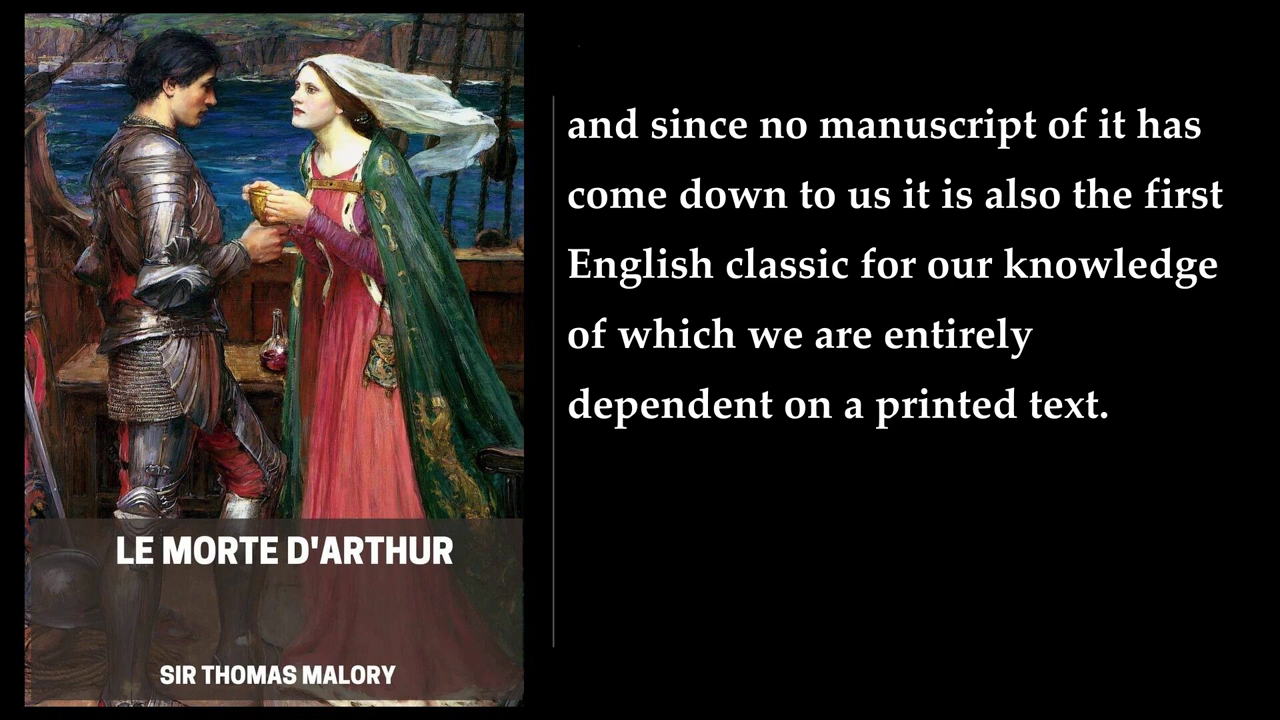 and since no manuscript of it has
come down to us it is also the first
English classic for our knowledge
of which we are entirely
dependent on a printed text.
LE MORTE D'ARTHUR
SIR THOMAS MALORY